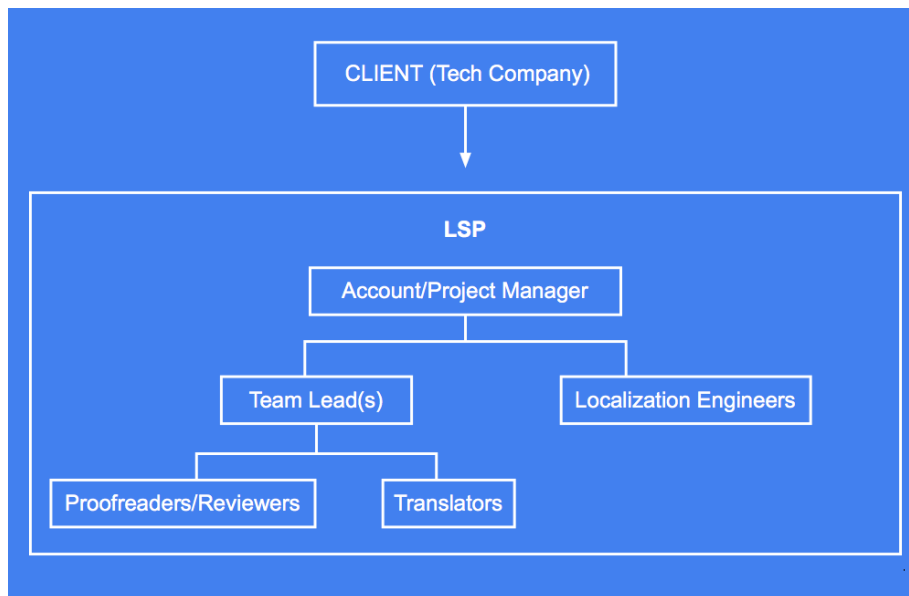 CLIENT (Tech Company)
LSP
Account/Project Manager
Team Lead(s)
Localization Engineers
Proofreaders/Reviewers
Translators